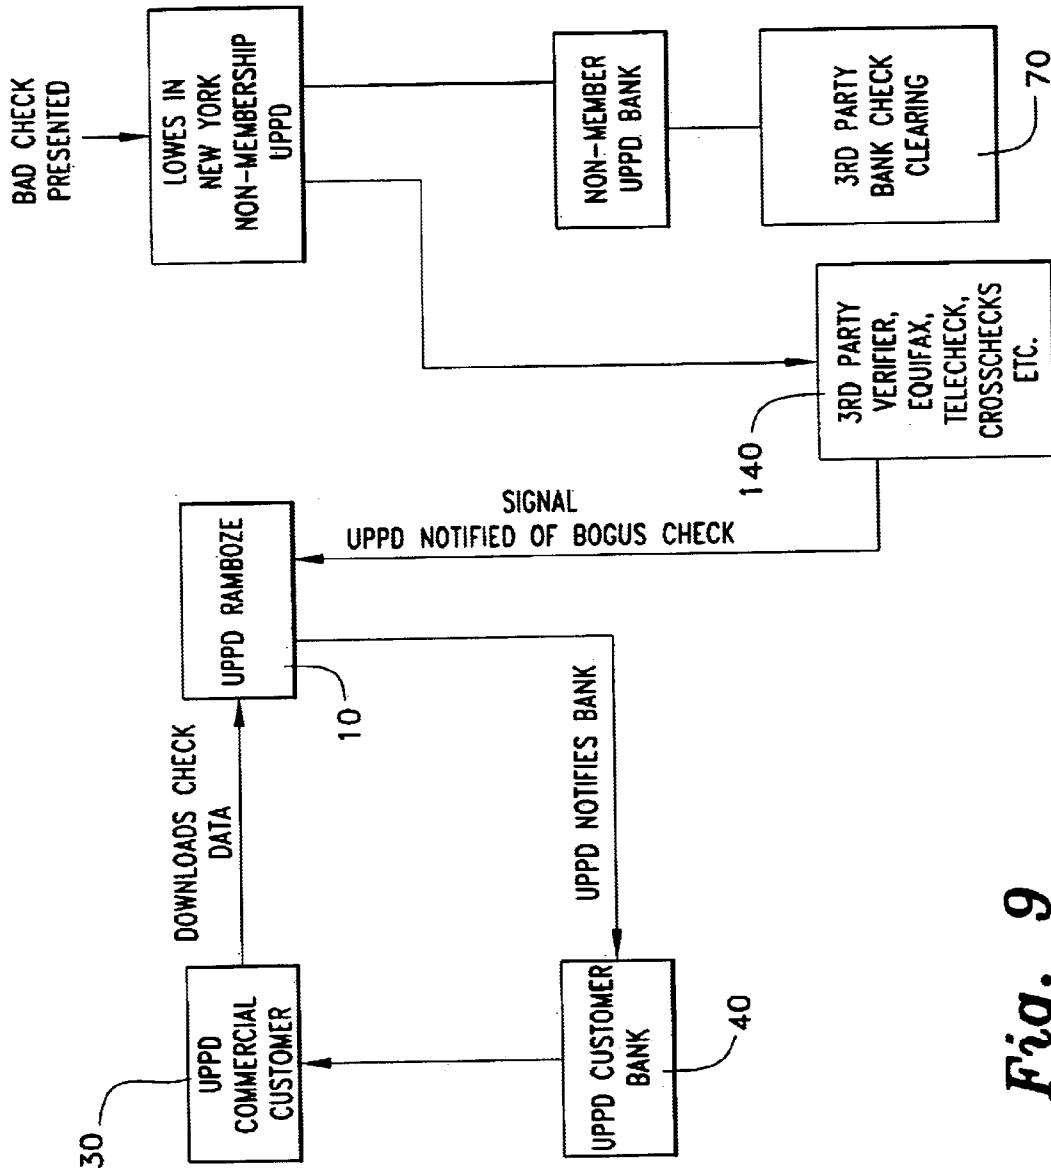 BAD CHECK
PRESENTED
LOWES IN
NEW YORK
NON-MEMBERSHIP
UPPD
NON-MEMBER
UPPD BANK
3RD PARTY
BANK CHECK
CLEARING
70
3RD PARTY
VERIFIER,
EQUIFAX,
TELECHECK,
CROSSCHECKS
ETC.
140
SIGNAL
UPPD NOTIFIED OF BOGUS CHECK
UPPD RAMBOZE
10
DOWNLOADS CHECK
DATA
UPPD NOTIFIES BANK
UPPD
COMMERCIAL
CUSTOMER
30
UPPD CUSTOMER
BANK
40
Fig. 9